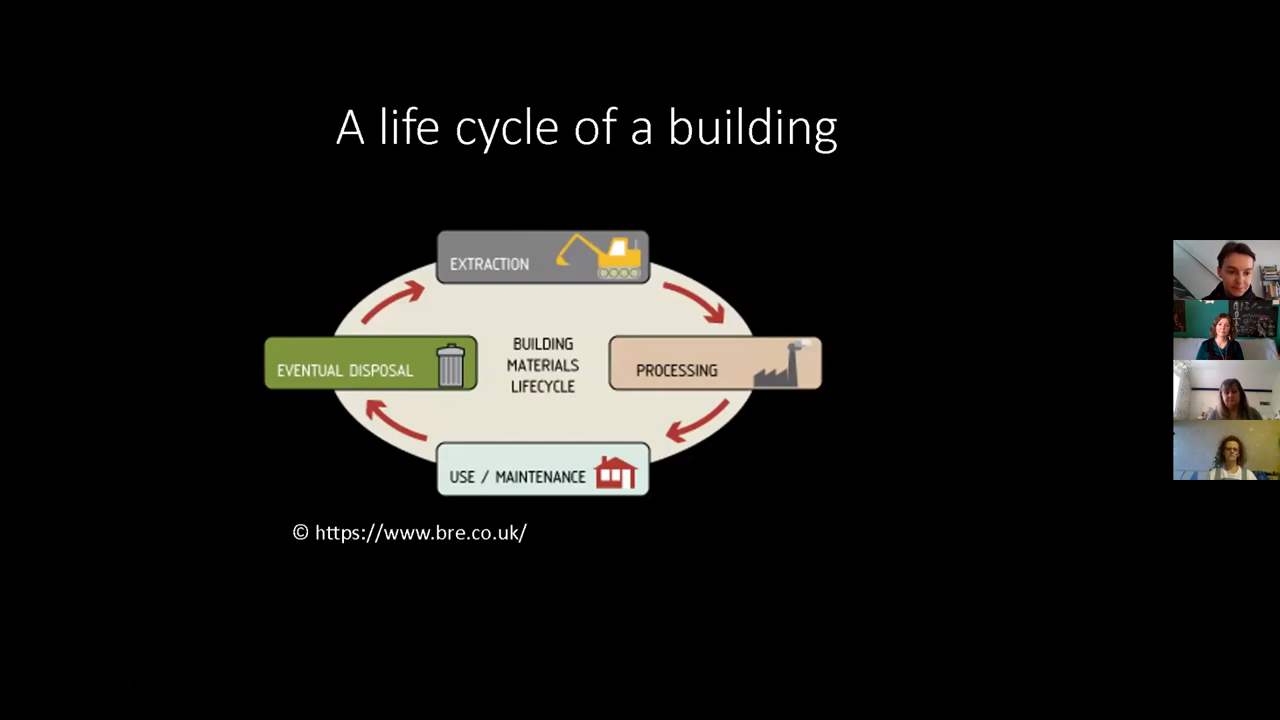 A life cycle of a building
EXTRACTION
EVENTUAL DISPOSAL
BUILDING
MATERIALS
LIFECYCLE
PROCESSING
USE / MAINTENANCE
© https://www.bre.co.uk/